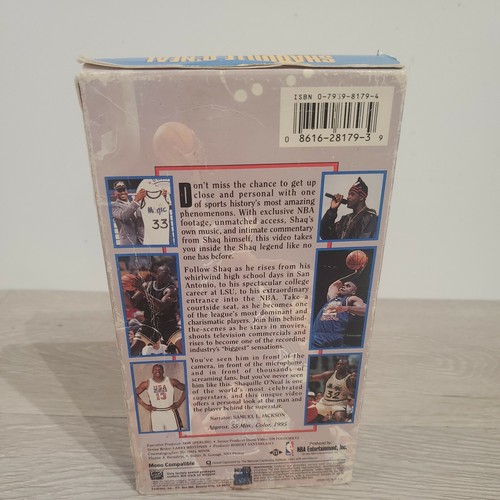 SHAQUILLE O'NEAL
ISBN 0-7939-8179-4
0 8616-28179-3 9
Don't miss the chance to get up
close and personal with one
of sports history's most amazing
phenomenons. With exclusive NBA
footage, unmatched access, Shaq's
own music, and intimate commentary
from Shaq himself, this video takes
you inside the Shaq legend like no
one has before.
Magic
33
Follow Shaq as he rises from his
whirlwind high school days in San
Antonio, to his spectacular college
career at LSU, to his extraordinary
entrance into the NBA. Take a
courtside seat, as he becomes one
of the league's most dominant and
charismatic players. Join him behind-
the-scenes as he stars in movies,
shoots television commercials and
rises to become one of the recording
industry's "biggest" sensations.
You've seen him in front of the
camera, in front of the microphone,
and in front of thousands of
screaming fans, but you've never seen
him like this. Shaquille O'Neal is one
of the world's most celebrated
superstars, and this unique video
offers a personal look at the man and
the player behind the superstar.
USA
13
32
Narrator: SAMUEL L. JACKSON
Approx. 55 Min., Color, 1995
Produced by
NBA Entertainment, Inc.
Mono Compatible